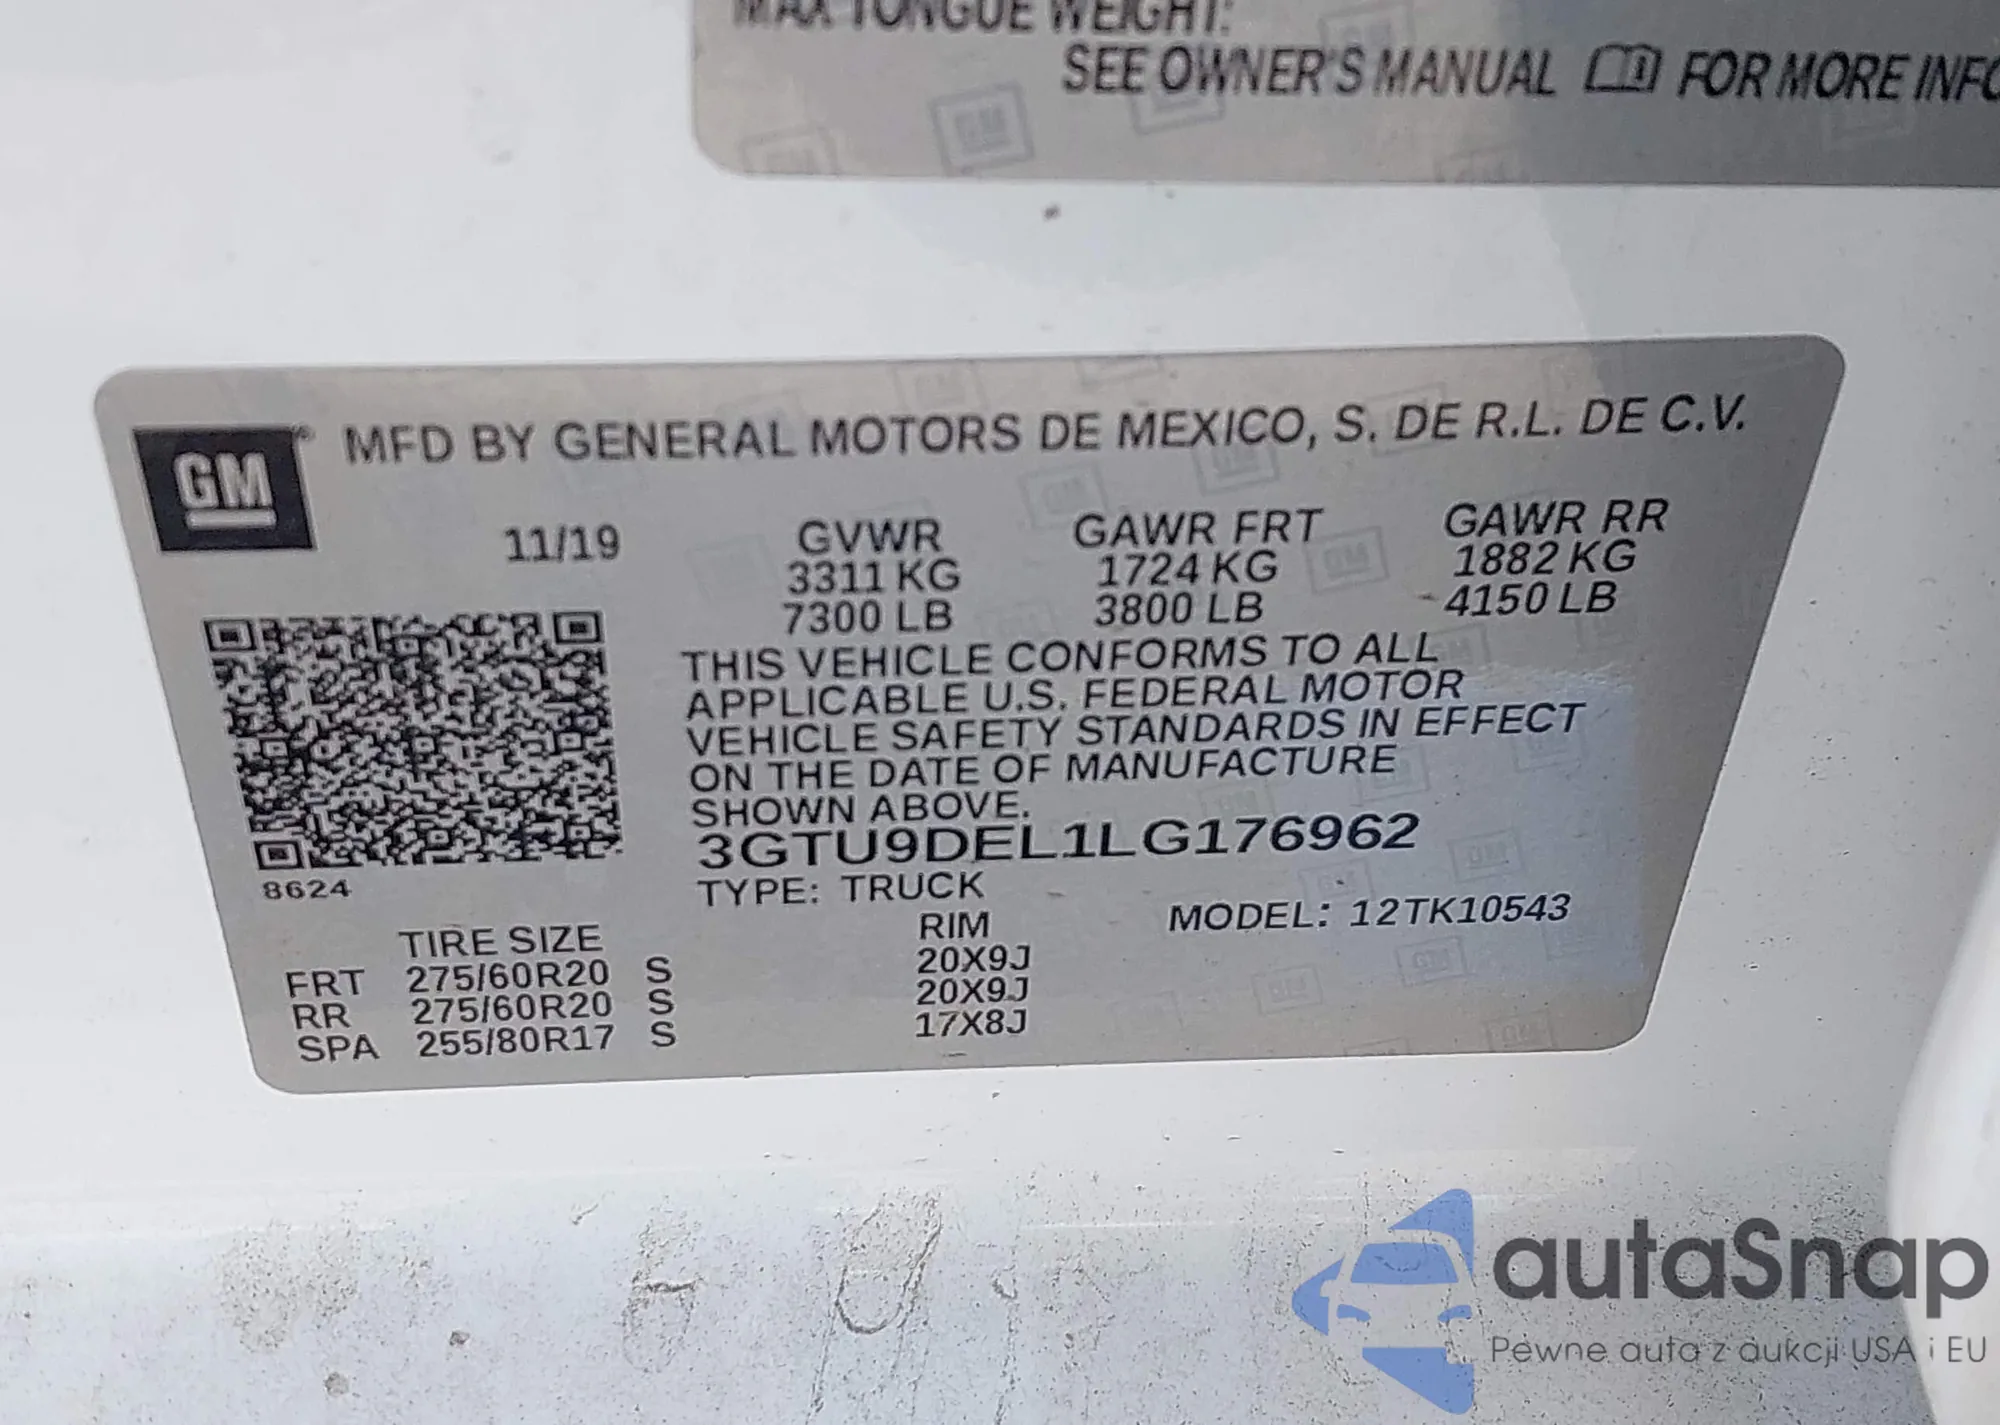 MAX TONGUE WEIGHT:
SEE OWNER'S MANUAL FOR MORE INFO
GM MFD BY GENERAL MOTORS DE MEXICO, S. DE R.L. DE C.V.
11/19 GVWR GAWR FRT GAWR RR
3311 KG 1724 KG 1882 KG
7300 LB 3800 LB 4150 LB
THIS VEHICLE CONFORMS TO ALL
APPLICABLE U.S. FEDERAL MOTOR
VEHICLE SAFETY STANDARDS IN EFFECT
ON THE DATE OF MANUFACTURE
SHOWN ABOVE.
3GTU9DEL1LG176962
8624
TYPE: TRUCK
MODEL: 12TK10543
TIRE SIZE RIM
FRT 275/60R20 S 20X9J
RR 275/60R20 S 20X9J
SPA 255/80R17 S 17X8J
autaSnap
Pewne auta z aukcji USA i EU